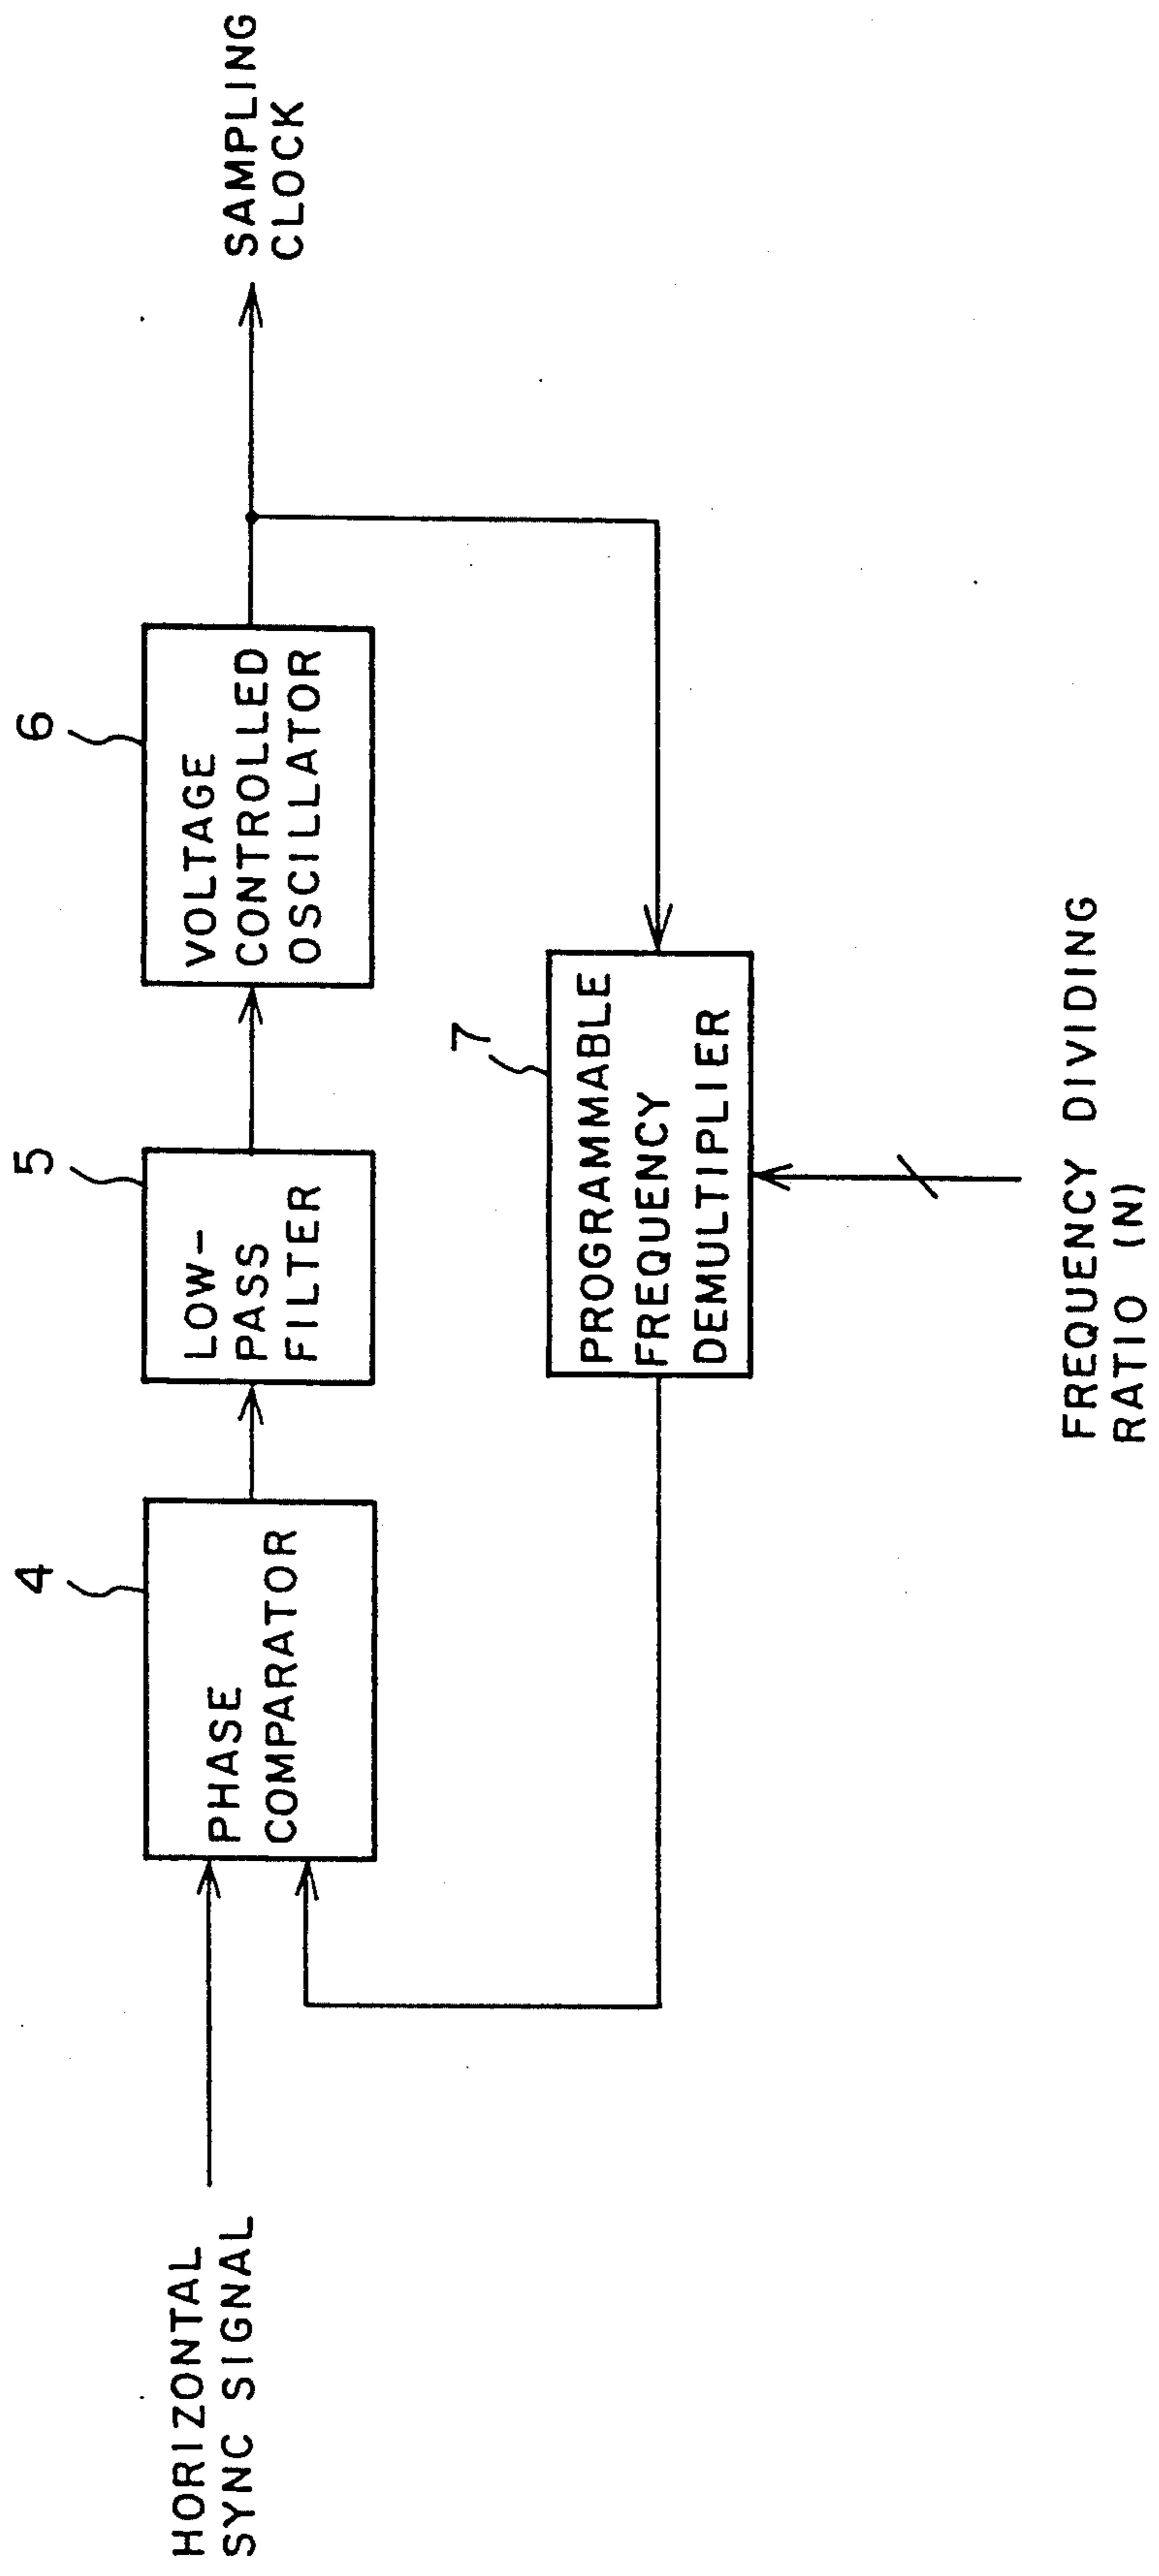 HORIZONTAL
SYNC SIGNAL
4
PHASE
COMPARATOR
5
LOW-
PASS
FILTER
6
VOLTAGE
CONTROLLED
OSCILLATOR
SAMPLING
CLOCK
7
PROGRAMMABLE
FREQUENCY
DEMULTIPLIER
FREQUENCY DIVIDING
RATIO (N)